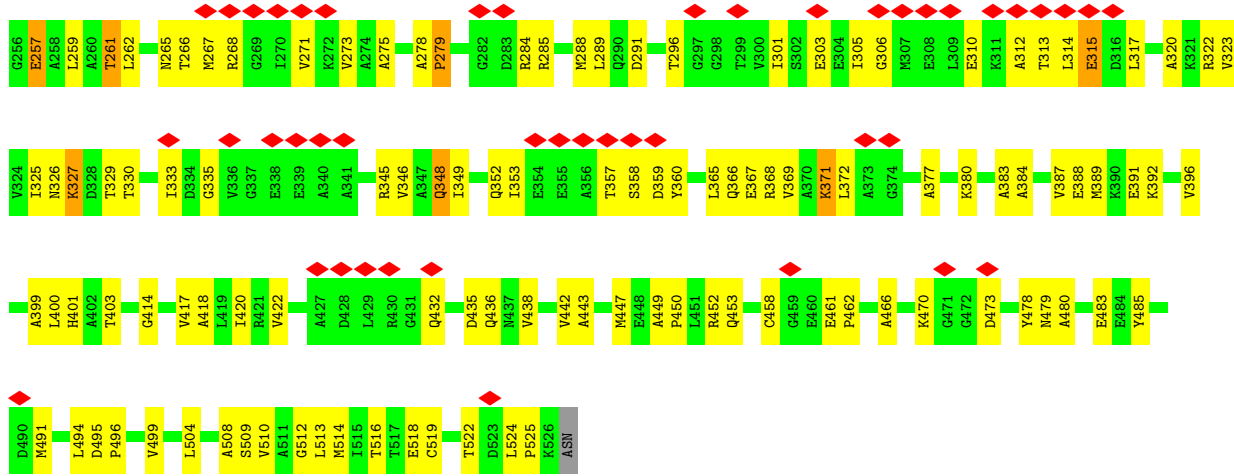 G256 E257 A258 L259 A260 T261 L262 N265 T266 M267 R268 G269 I270 V271 K272 V273 A274 A275 A278 P279 G282 D283 R284 R285 M288 L289 Q290 D291 T296 G297 G298 T299 V300 I301 S302 E303 E304 I305 G306 M307 E308 L309 E310 K311 A312 T313 L314 E315 D316 L317 A320 K321 R322 V323
V324 I325 N326 K327 D328 T329 T330 I333 D334 G335 V336 G337 E338 E339 A340 A341 R345 V346 A347 Q348 I349 Q352 I353 E354 E355 A356 T357 S358 D359 Y360 L365 Q366 E367 R368 V369 A370 K371 L372 A373 G374 A377 K380 A383 A384 V387 E388 M389 K390 E391 K392 V396
A399 L400 H401 A402 T403 G414 V417 A418 L419 I420 R421 V422 A427 D428 L429 R430 G431 Q432 D435 Q436 N437 V438 V442 A443 M447 E448 A449 P450 L451 R452 Q453 C458 G459 E460 E461 P462 A466 K470 G471 G472 D473 Y478 N479 A480 E483 E484 Y485
D490 M491 L494 D495 P496 V499 L504 A508 S509 V510 A511 G512 L513 M514 I515 T516 T517 E518 C519 T522 D523 L524 P525 K526 ASN